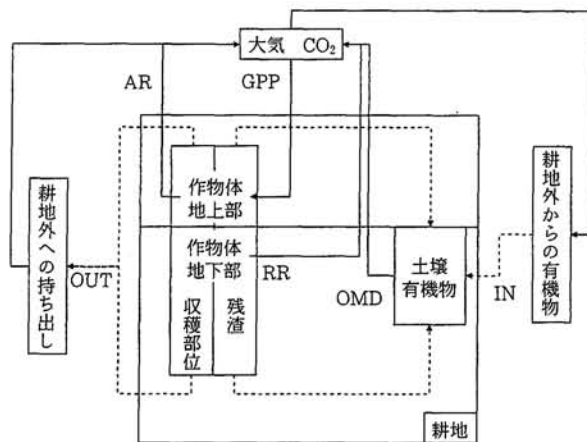 大気 CO₂
AR
GPP
作物体
地上部
作物体
地下部
収穫部位
残渣
RR
OMD
土壌
有機物
IN
OUT
耕地外への持ち出し
耕地外からの有機物
耕地